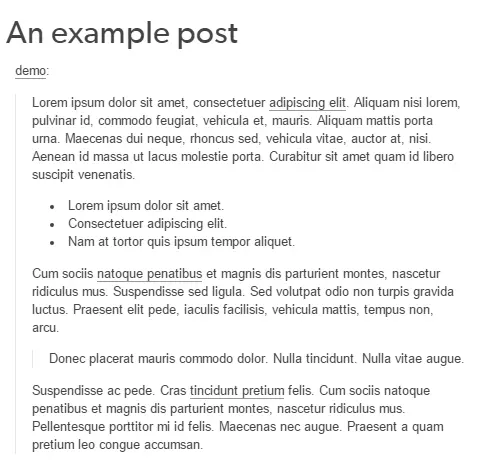 An example post
demo:
Lorem ipsum dolor sit amet, consectetuer adipiscing elit. Aliquam nisi lorem,
pulvinar id, commodo feugiat, vehicula et, mauris. Aliquam mattis porta
urna. Maecenas dui neque, rhoncus sed, vehicula vitae, auctor at, nisi.
Aenean id massa ut lacus molestie porta. Curabitur sit amet quam id libero
suscipit venenatis.
• Lorem ipsum dolor sit amet.
• Consectetuer adipiscing elit.
• Nam at tortor quis ipsum tempor aliquet.
Cum sociis natoque penatibus et magnis dis parturient montes, nascetur
ridiculus mus. Suspendisse sed ligula. Sed volutpat odio non turpis gravida
luctus. Praesent elit pede, iaculis facilisis, vehicula mattis, tempus non,
arcu.
Donec placerat mauris commodo dolor. Nulla tincidunt. Nulla vitae augue.
Suspendisse ac pede. Cras tincidunt pretium felis. Cum sociis natoque
penatibus et magnis dis parturient montes, nascetur ridiculus mus.
Pellentesque porttitor mi id felis. Maecenas nec augue. Praesent a quam
pretium leo congue accumsan.